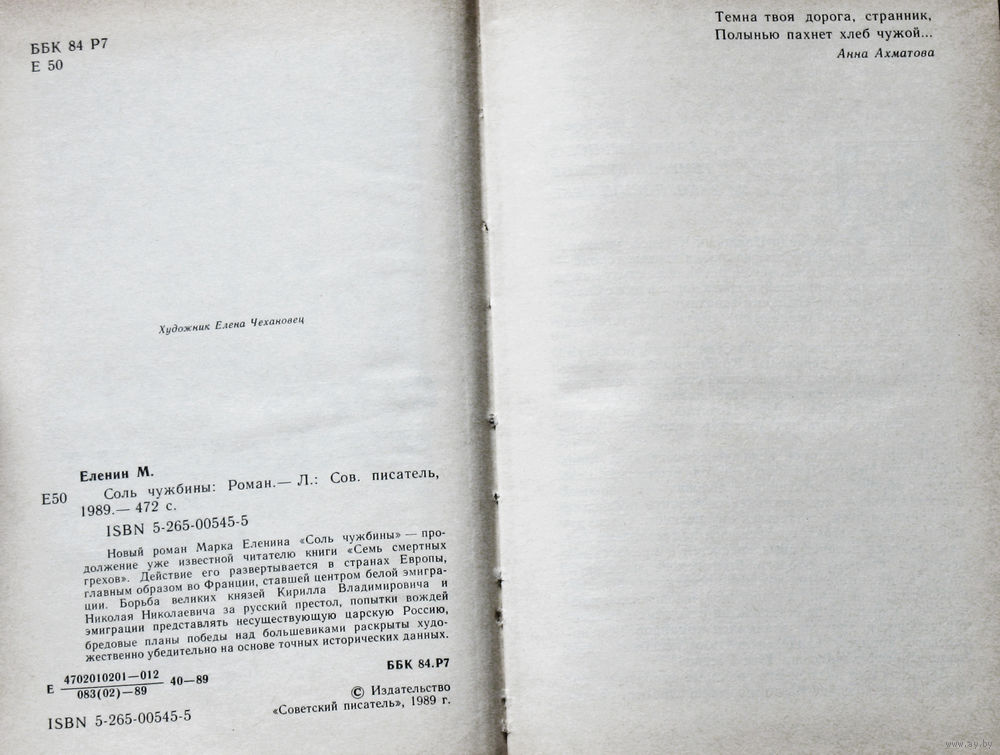 ББК 84 Р7
Е 50
Художник Елена Чехановец
Еленин М.
Е50 Соль чужбины: Роман.— Л.: Сов. писатель,
1989.— 472 с.
ISBN 5-265-00545-5
Новый роман Марка Еленина «Соль чужбины» — про-
должение уже известной читателю книги «Семь смертных
грехов». Действие его развертывается в странах Европы,
главным образом во Франции, ставшей центром белой эмигра-
ции. Борьба великих князей Кирилла Владимировича и
Николая Николаевича за русский престол, попытки вождей
эмиграции представлять несуществующую царскую Россию,
бредовые планы победы над большевиками раскрыты худо-
жественно убедительно на основе точных исторических данных.
Е 4702010201—012
083(02)—89
40—89
ББК 84.Р7
ISBN 5-265-00545-5
© Издательство
«Советский писатель», 1989 г.
Темна твоя дорога, странник,
Полынью пахнет хлеб чужой...
Анна Ахматова
www.ay.by